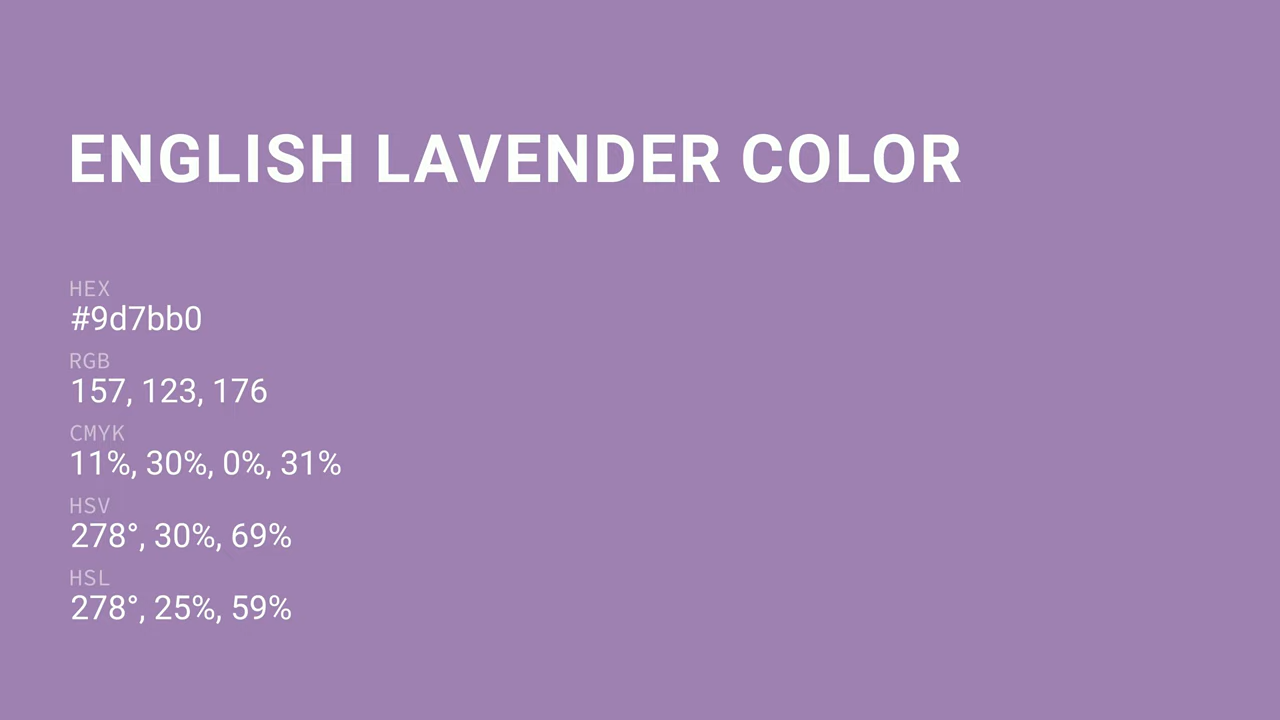 ENGLISH LAVENDER COLOR
HEX
#9d7bb0
RGB
157, 123, 176
CMYK
11%, 30%, 0%, 31%
HSV
278°, 30%, 69%
HSL
278°, 25%, 59%